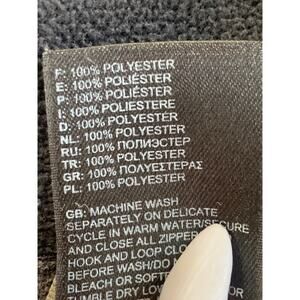 F: 100% POLYESTER
E: 100% POLIÉSTER
P: 100% POLIÉSTER
I: 100% POLIESTERE
D: 100% POLYESTER
NL: 100% POLYESTER
RU: 100% ПОЛИЭСТЕР
TR: 100% POLYESTER
GR: 100% ΠΟΛΥΕΣΤΕΡΑΣ
PL: 100% POLYESTER
GB: MACHINE WASH
SEPARATELY ON DELICATE
CYCLE IN WARM WATER/SECURE
AND CLOSE ALL ZIPPER
HOOK AND LOOP CLO
BEFORE WASH/DO
BLEACH OR SOFT
TUMBLE DRY LOW